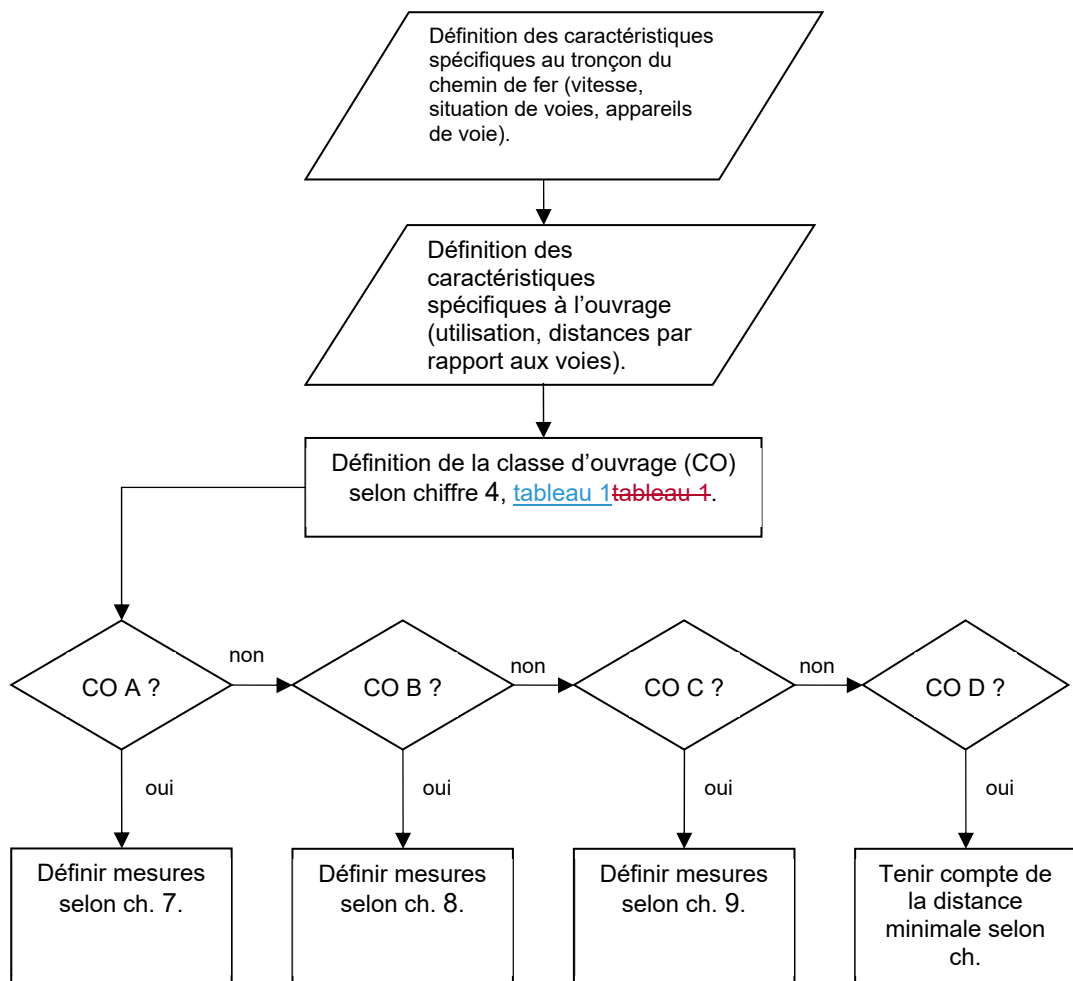 Définition des caractéristiques
spécifiques au tronçon du
chemin de fer (vitesse,
situation de voies, appareils
de voie).
Définition des
caractéristiques
spécifiques à l'ouvrage
(utilisation, distances par
rapport aux voies).
Définition de la classe d'ouvrage (CO)
selon chiffre 4, tableau 1tableau 1.
CO A ?
non
CO B ?
non
CO C ?
non
CO D ?
oui
oui
oui
oui
Définir mesures
selon ch. 7.
Définir mesures
selon ch. 8.
Définir mesures
selon ch. 9.
Tenir compte de
la distance
minimale selon
ch.